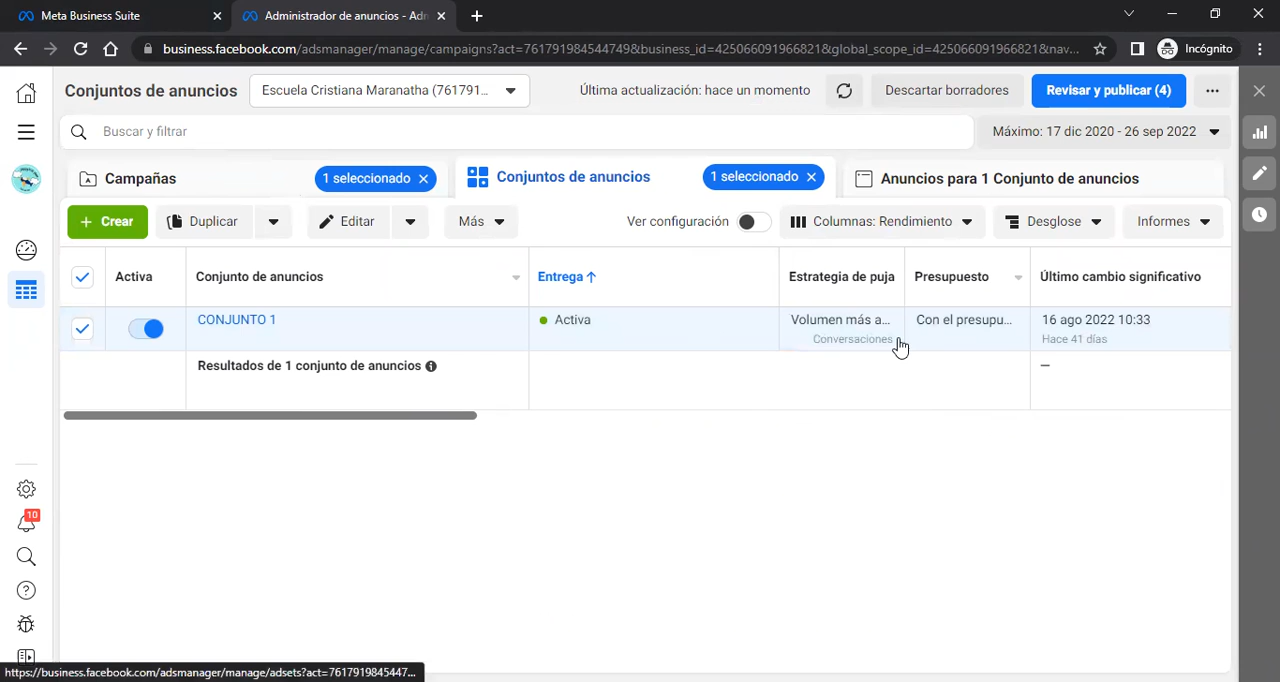 Meta Business Suite
Administrador de anuncios - Adr
business.facebook.com/adsmanager/manage/campaigns?act=761791984544749&business_id=425066091966821&global_scope_id=425066091966821&nav...
Incógnito
Conjuntos de anuncios
Escuela Cristiana Maranatha (761791...
Última actualización: hace un momento
Descartar borradores
Revisar y publicar (4)
Buscar y filtrar
Máximo: 17 dic 2020 - 26 sep 2022
Campañas
1 seleccionado
Conjuntos de anuncios
1 seleccionado
Anuncios para 1 Conjunto de anuncios
+ Crear
Duplicar
Editar
Más
Ver configuración
Columnas: Rendimiento
Desglose
Informes
Activa
Conjunto de anuncios
Entrega ↑
Estrategia de puja
Presupuesto
Último cambio significativo
CONJUNTO 1
Activa
Volumen más a...
Conversaciones
Con el presupu...
16 ago 2022 10:33
Hace 41 días
Resultados de 1 conjunto de anuncios
—
10
https://business.facebook.com/adsmanager/manage/adsets?act=7617919845447...